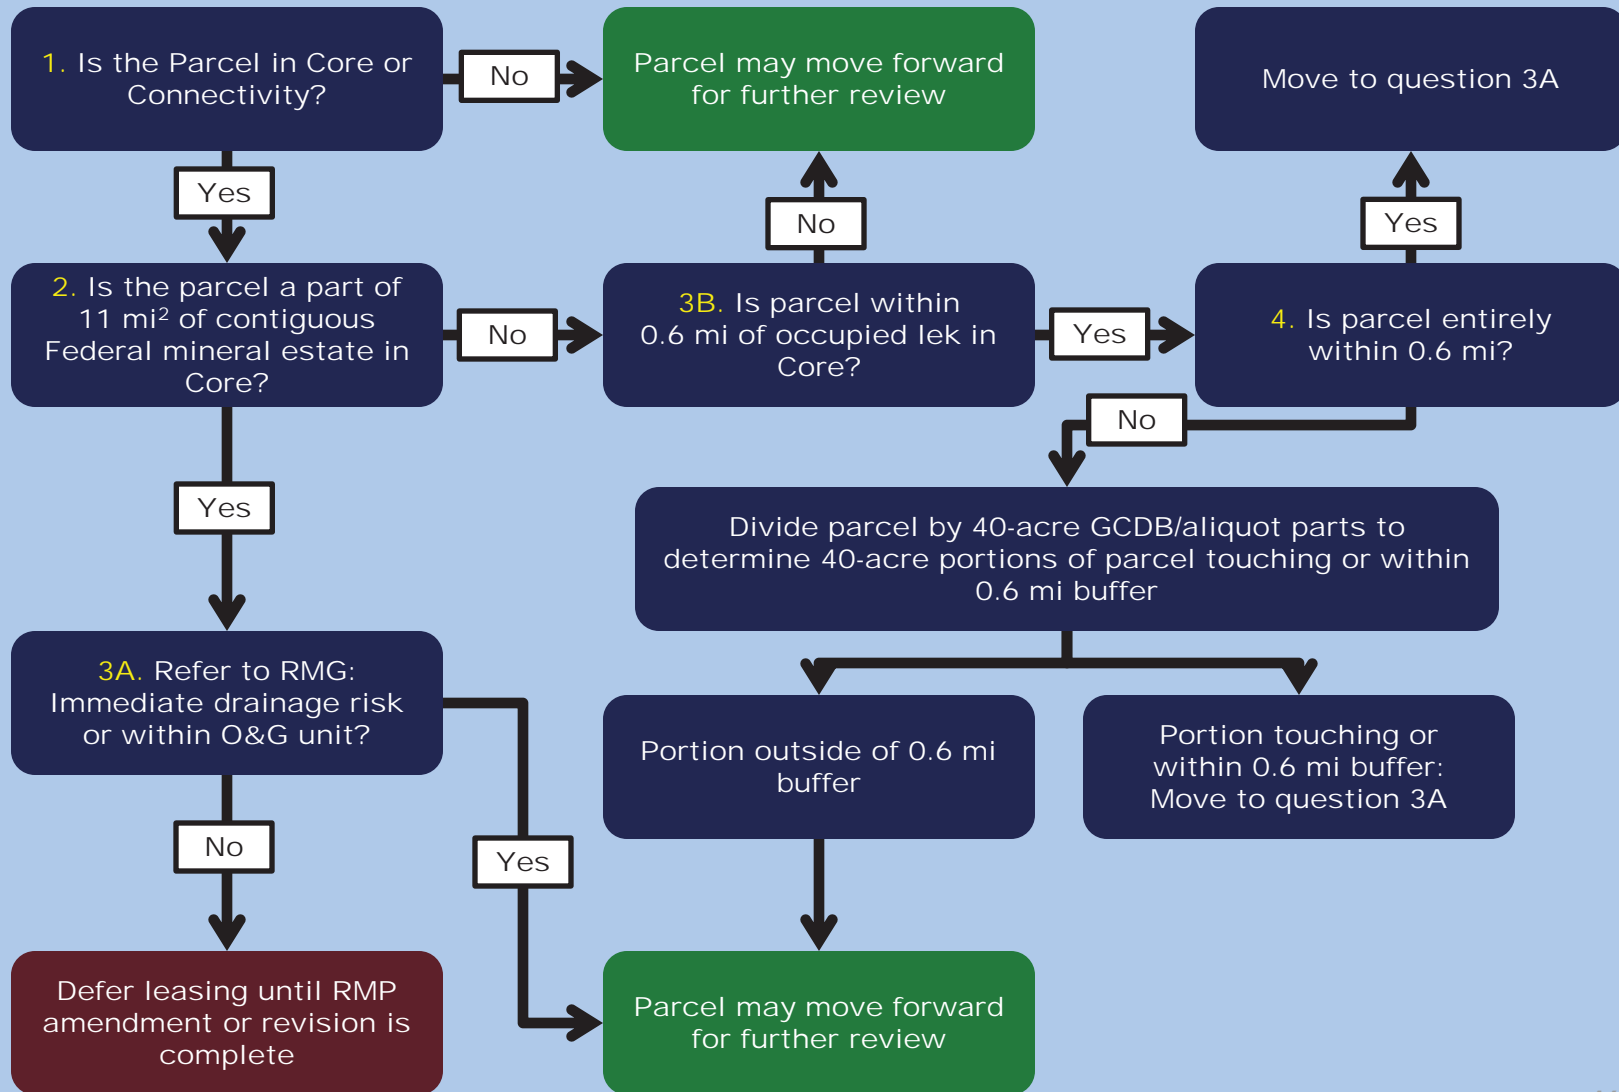 1. Is the Parcel in Core or
Connectivity?
No
Parcel may move forward
for further review
Move to question 3A
Yes
No
Yes
2. Is the parcel a part of
11 mi² of contiguous
Federal mineral estate in
Core?
No
3B. Is parcel within
0.6 mi of occupied lek in
Core?
Yes
4. Is parcel entirely
within 0.6 mi?
No
Yes
Divide parcel by 40-acre GCDB/aliquot parts to
determine 40-acre portions of parcel touching or within
0.6 mi buffer
3A. Refer to RMG:
Immediate drainage risk
or within O&G unit?
Portion outside of 0.6 mi
buffer
Portion touching or
within 0.6 mi buffer:
Move to question 3A
No
Yes
Defer leasing until RMP
amendment or revision is
complete
Parcel may move forward
for further review